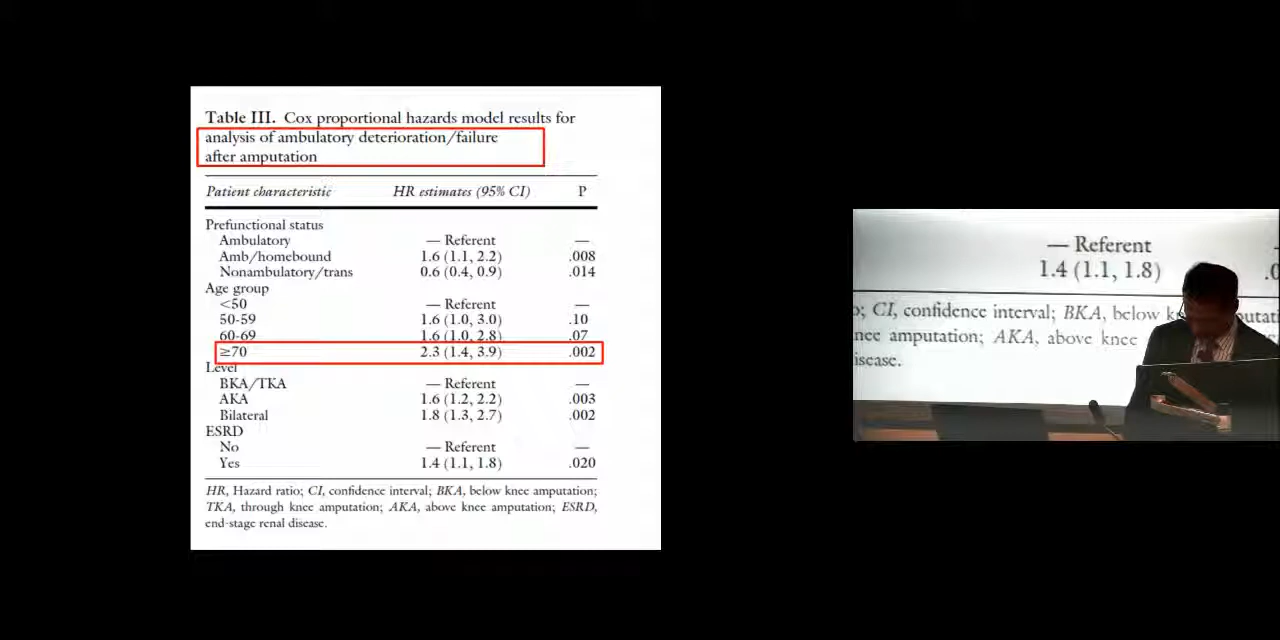 Table III. Cox proportional hazards model results for
analysis of ambulatory deterioration/failure
after amputation
Patient characteristic HR estimates (95% CI) P
Prefunctional status
Ambulatory — Referent —
Amb/homebound 1.6 (1.1, 2.2) .008
Nonambulatory/trans 0.6 (0.4, 0.9) .014
Age group
<50 — Referent —
50-59 1.6 (1.0, 3.0) .10
60-69 1.6 (1.0, 2.8) .07
≥70 2.3 (1.4, 3.9) .002
Level
BKA/TKA — Referent —
AKA 1.6 (1.2, 2.2) .003
Bilateral 1.8 (1.3, 2.7) .002
ESRD
No — Referent —
Yes 1.4 (1.1, 1.8) .020
HR, Hazard ratio; CI, confidence interval; BKA, below knee amputation;
TKA, through knee amputation; AKA, above knee amputation; ESRD,
end-stage renal disease.
— Referent
1.4 (1.1, 1.8) .0
CI, confidence interval; BKA, below
knee amputation; AKA, above knee
disease.